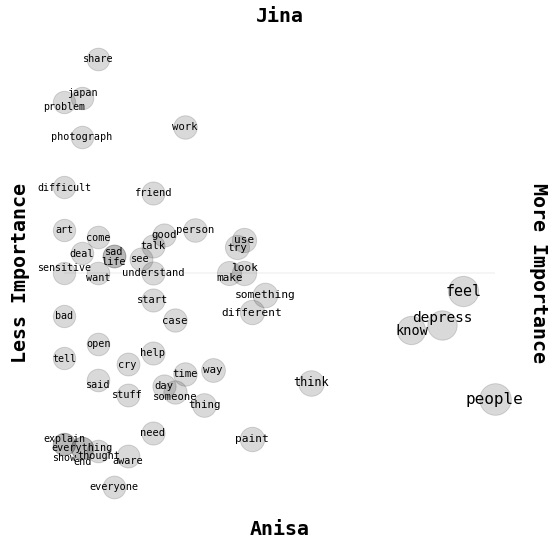 Jina
share
japan
problem
work
photograph
difficult
friend
art
person
good
come
use
talk
try
sad
deal
see
life
sensitive
understand
look
want
make
feel
something
start
different
bad
depress
case
know
open
help
tell
cry
way
time
said
think
day
stuff
someone
people
thing
need
explain
paint
everything
thought
show
end
aware
everyone
Anisa
Less Importance
More Importance